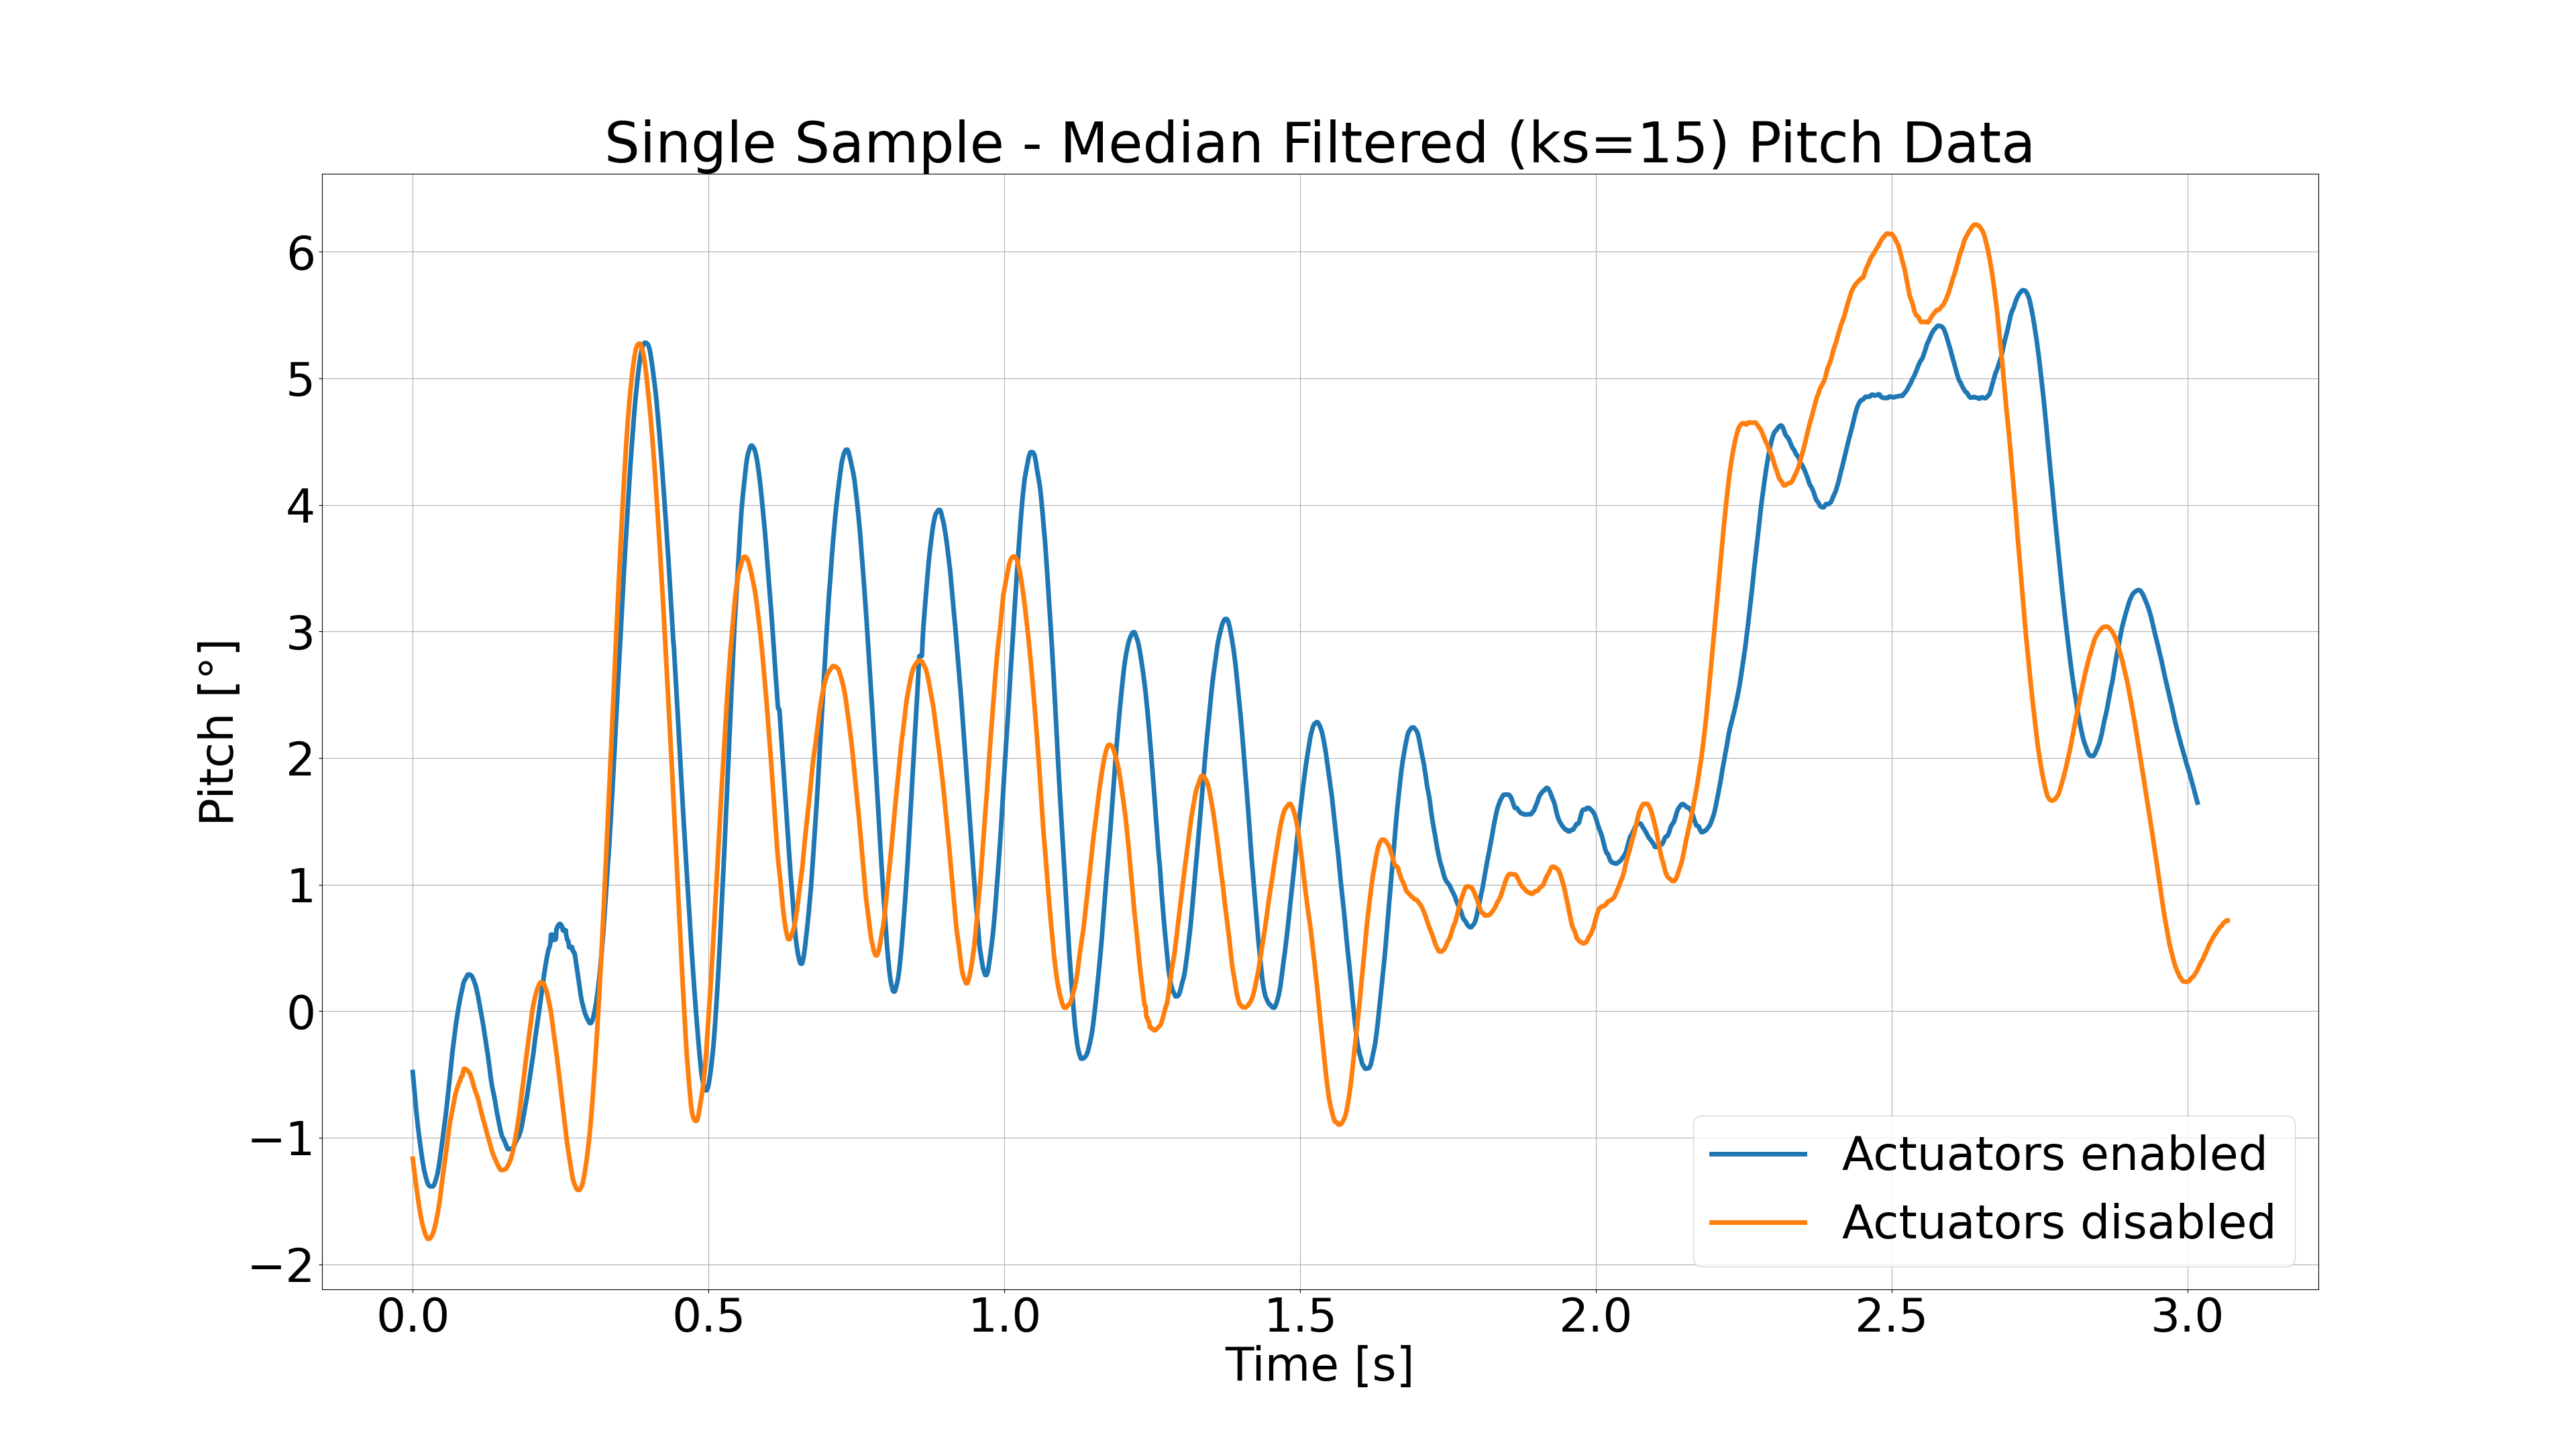 Single Sample - Median Filtered (ks=15) Pitch Data
6
5
4
3
2
1
0
−1
−2
Pitch [°]
Actuators enabled
Actuators disabled
0.0 0.5 1.0 1.5 2.0 2.5 3.0
Time [s]